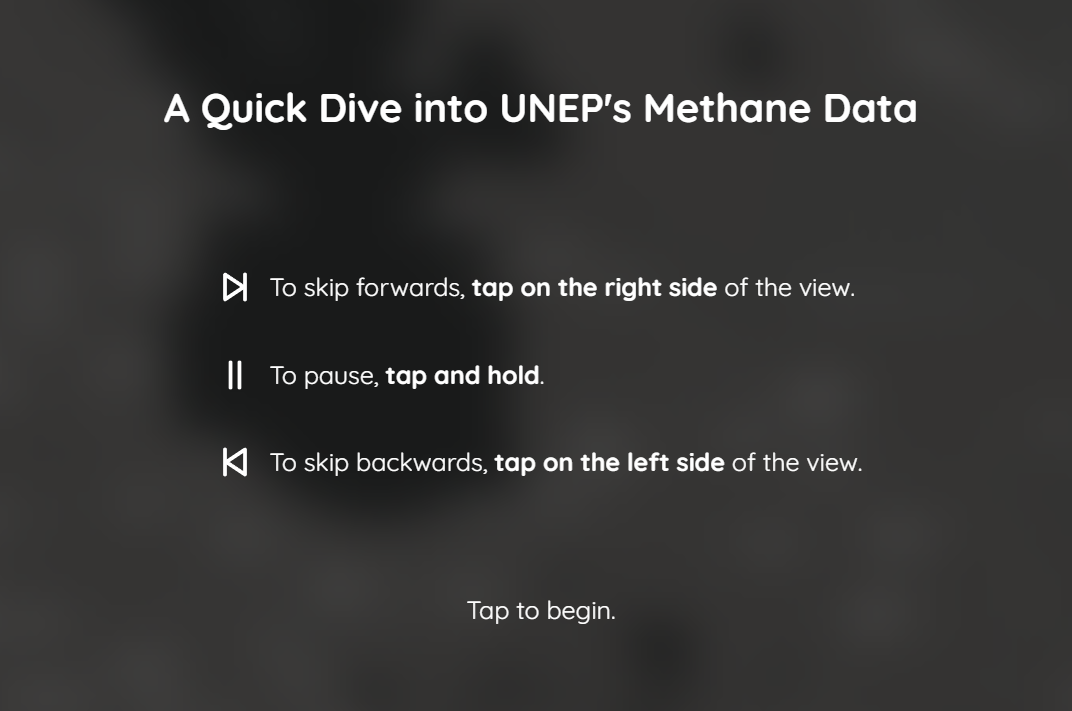 A Quick Dive into UNEP's Methane Data
To skip forwards, tap on the right side of the view.
To pause, tap and hold.
To skip backwards, tap on the left side of the view.
Tap to begin.